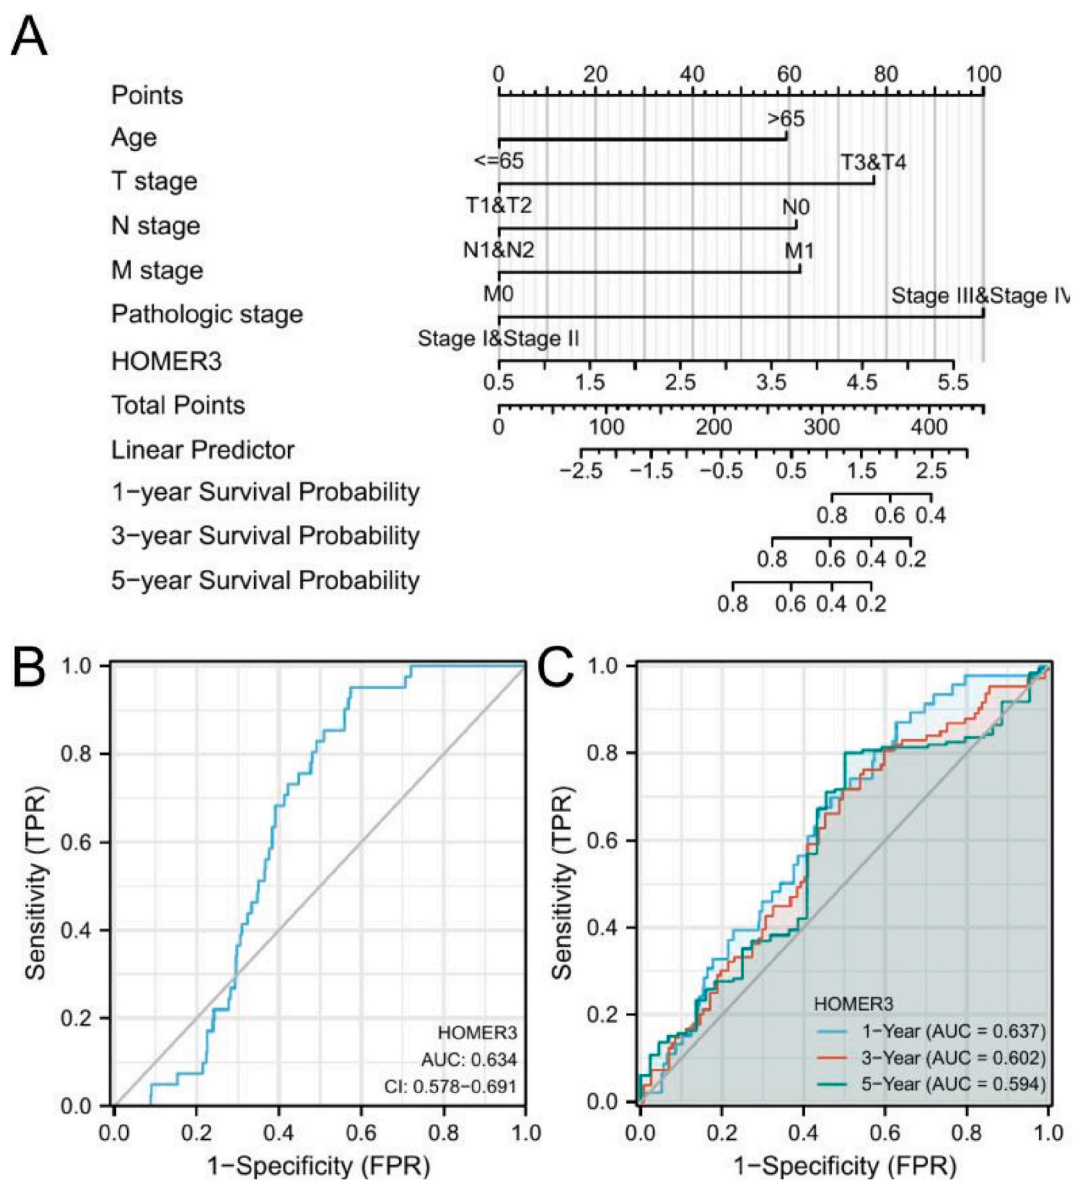 A
0 20 40 60 80 100
Points
>65
Age
<=65 T3&T4
T stage
T1&T2 N0
N stage
N1&N2 M1
M stage
M0 Stage III&Stage IV
Pathologic stage
Stage I&Stage II
HOMER3
0.5 1.5 2.5 3.5 4.5 5.5
Total Points
0 100 200 300 400
Linear Predictor
−2.5 −1.5 −0.5 0.5 1.5 2.5
1−year Survival Probability
0.8 0.6 0.4
3−year Survival Probability
0.8 0.6 0.4 0.2
5−year Survival Probability
0.8 0.6 0.4 0.2
B
1.0
0.8
0.6
0.4
0.2
0.0
Sensitivity (TPR)
HOMER3
AUC: 0.634
CI: 0.578−0.691
0.0 0.2 0.4 0.6 0.8 1.0
1−Specificity (FPR)
C
1.0
0.8
0.6
0.4
0.2
0.0
Sensitivity (TPR)
HOMER3
1−Year (AUC = 0.637)
3−Year (AUC = 0.602)
5−Year (AUC = 0.594)
0.0 0.2 0.4 0.6 0.8 1.0
1−Specificity (FPR)